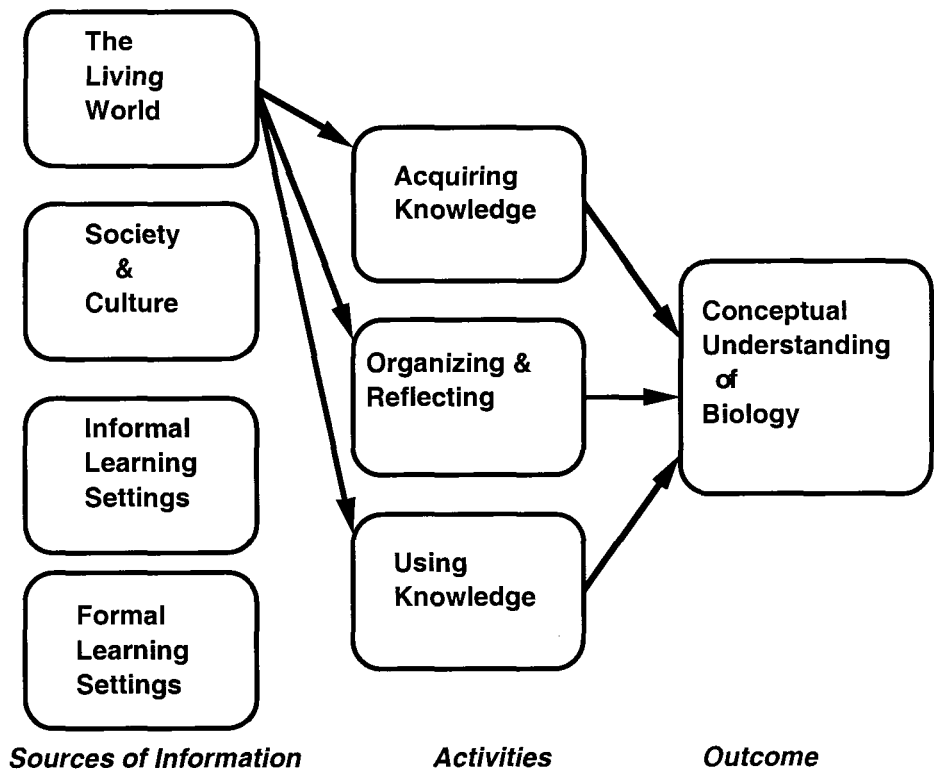 The
Living
World
Society
&
Culture
Informal
Learning
Settings
Formal
Learning
Settings
Acquiring
Knowledge
Organizing &
Reflecting
Using
Knowledge
Conceptual
Understanding
of
Biology
Sources of Information
Activities
Outcome